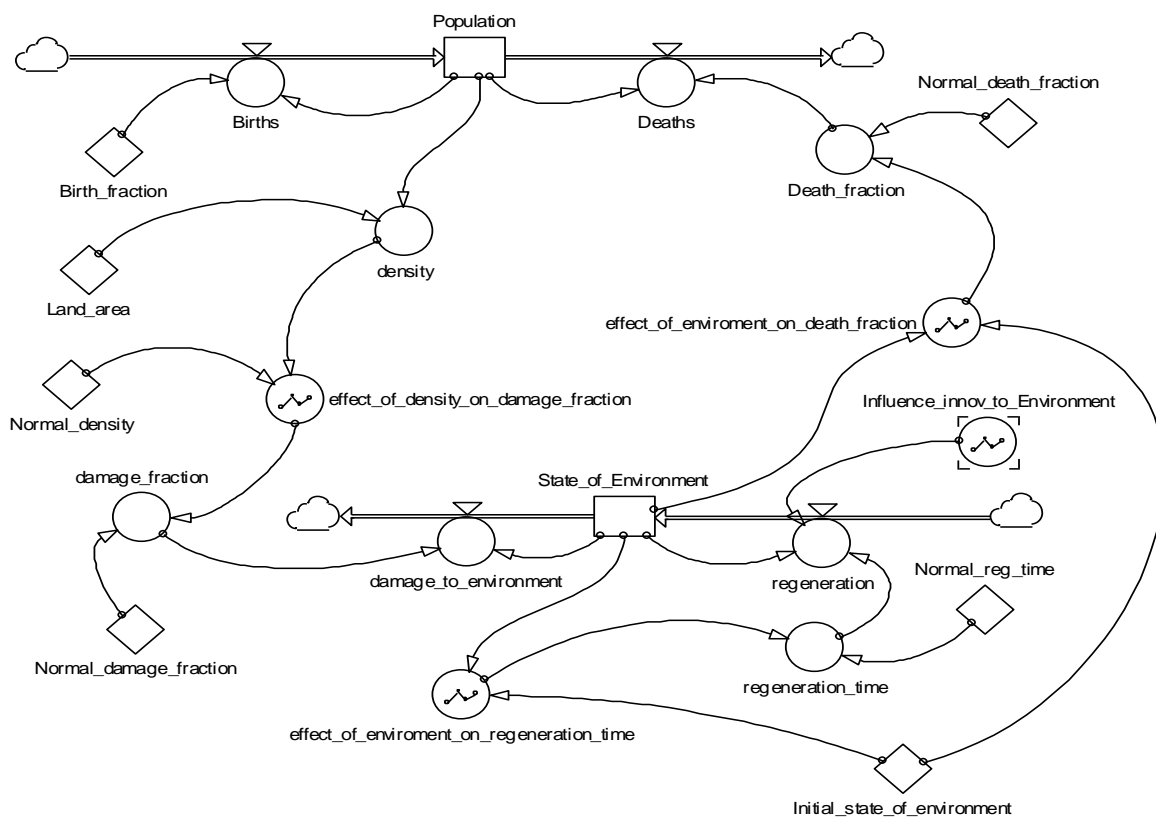 Population
Normal_death_fraction
Births
Deaths
Birth_fraction
Death_fraction
density
Land_area
effect_of_enviroment_on_death_fraction
effect_of_density_on_damage_fraction
Influence_innov_to_Environment
Normal_density
damage_fraction
State_of_Environment
damage_to_environment
regeneration
Normal_reg_time
Normal_damage_fraction
regeneration_time
effect_of_enviroment_on_regeneration_time
Initial_state_of_environment